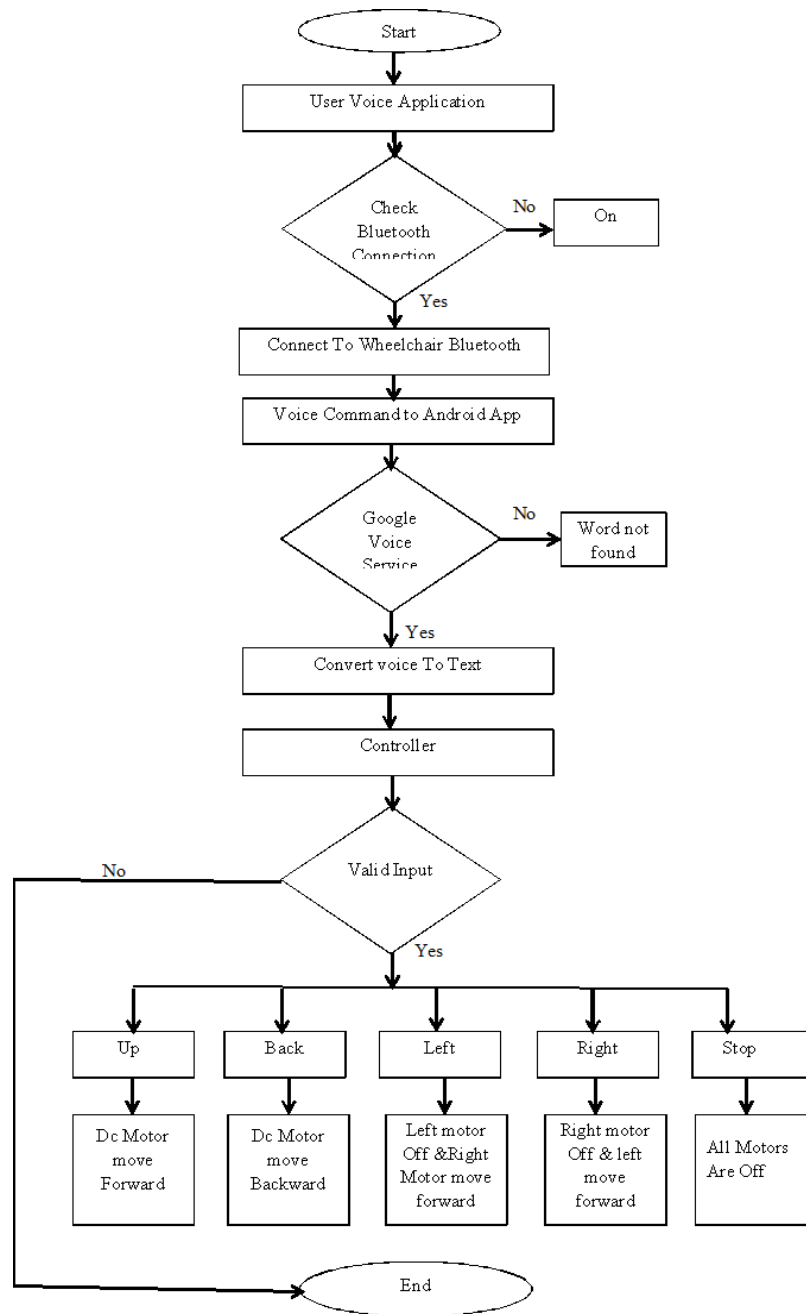 Start
User Voice Application
Check
Bluetooth
Connection
No
On
Yes
Connect To Wheelchair Bluetooth
Voice Command to Android App
Google
Voice
Service
No
Word not
found
Yes
Convert voice To Text
Controller
Valid Input
No
Yes
Up
Back
Left
Right
Stop
Dc Motor
move
Forward
Dc Motor
move
Backward
Left motor
Off &Right
Motor move
forward
Right motor
Off & left
move
forward
All Motors
Are Off
End